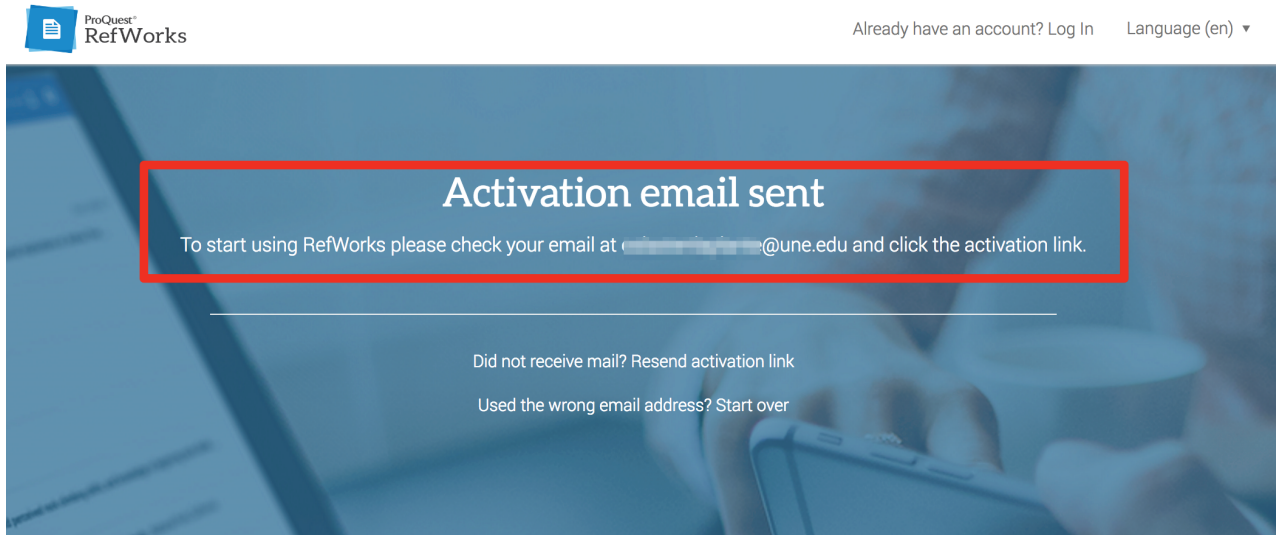 ProQuest®
RefWorks
Already have an account? Log In
Language (en) ▼
Activation email sent
To start using RefWorks please check your email at @une.edu and click the activation link.
Did not receive mail? Resend activation link
Used the wrong email address? Start over